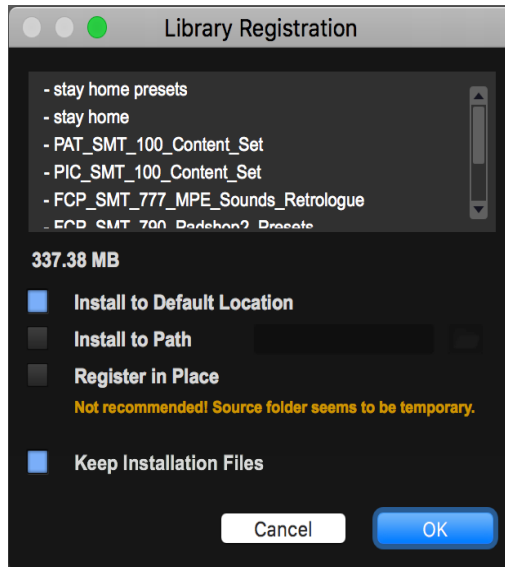 Library Registration
- stay home presets
- stay home
- PAT_SMT_100_Content_Set
- PIC_SMT_100_Content_Set
- FCP_SMT_777_MPE_Sounds_Retrologue
- FCP_SMT_790_Padshop2_Presets
337.38 MB
Install to Default Location
Install to Path
Register in Place
Not recommended! Source folder seems to be temporary.
Keep Installation Files
Cancel
OK